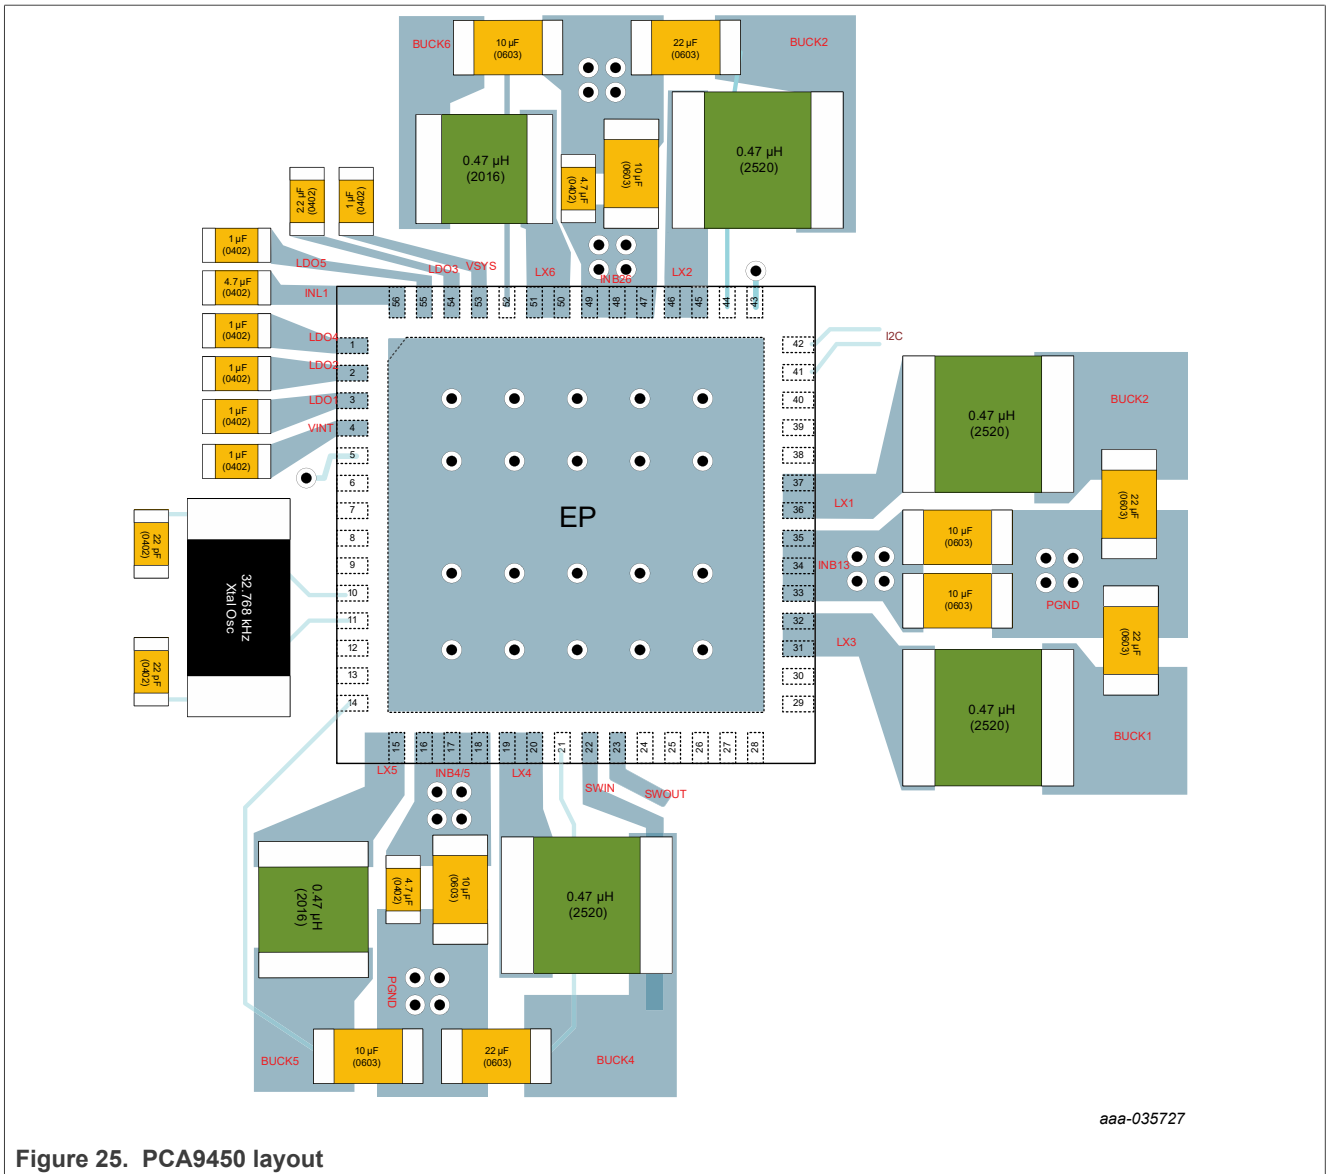 BUCK6
10 µF
(0603)
22 µF
(0603)
BUCK2
0.47 µH
(2016)
4.7 µF
(0402)
10 µF
(0603)
0.47 µH
(2520)
2.2 µF
(0402)
1 µF
(0402)
1 µF
(0402)
LDO5
LDO3
VSYS
LX6
INB26
LX2
4.7 µF
(0402)
INL1
56
55
54
53
52
51
50
49
48
47
46
45
44
43
1 µF
(0402)
LDO4
1
42
I2C
1 µF
(0402)
LDO2
2
41
1 µF
(0402)
LDO1
3
40
VINT
4
39
1 µF
(0402)
5
38
6
37
7
36
8
35
9
34
10
33
11
32
12
31
13
30
14
29
EP
0.47 µH
(2520)
BUCK2
LX1
22 µF
(0603)
10 µF
(0603)
INB13
10 µF
(0603)
PGND
22 µF
(0603)
LX3
0.47 µH
(2520)
BUCK1
22 pF
(0402)
32.768 kHz
Xtal Osc
22 pF
(0402)
15
16
17
18
19
20
21
22
23
24
25
26
27
28
LX5
INB4/5
LX4
SWIN
SWOUT
0.47 µH
(2016)
4.7 µF
(0402)
10 µF
(0603)
0.47 µH
(2520)
PGND
BUCK5
10 µF
(0603)
22 µF
(0603)
BUCK4
aaa-035727
Figure 25. PCA9450 layout